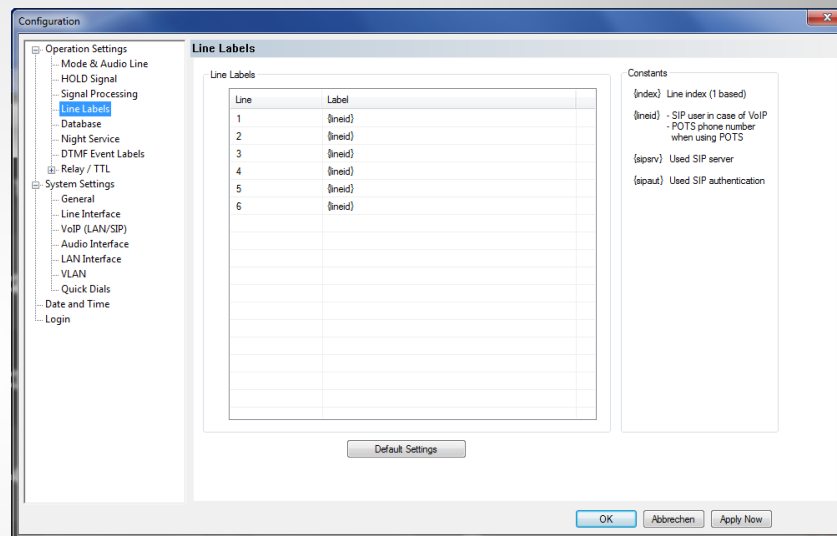 Configuration
Operation Settings
Mode & Audio Line
HOLD Signal
Signal Processing
Line Labels
Database
Night Service
DTMF Event Labels
Relay / TTL
System Settings
General
Line Interface
VoIP (LAN/SIP)
Audio Interface
LAN Interface
VLAN
Quick Dials
Date and Time
Login
Line Labels
Line Labels
Line Label
1 {lineid}
2 {lineid}
3 {lineid}
4 {lineid}
5 {lineid}
6 {lineid}
Default Settings
Constants
{index} Line index (1 based)
{lineid} - SIP user in case of VoIP
- POTS phone number
when using POTS
{sipsrv} Used SIP server
{sipaut} Used SIP authentication
OK Abbrechen Apply Now